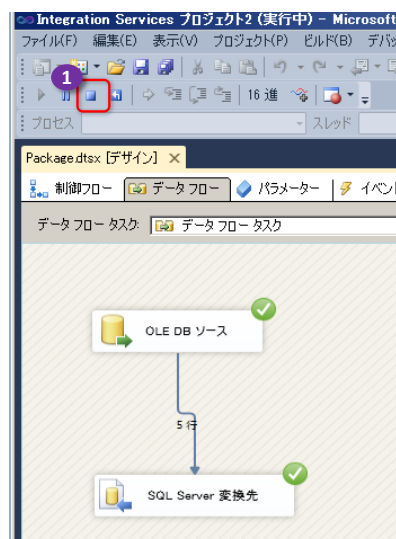 Integration Services プロジェクト2 (実行中) - Microsoft
ファイル(F) 編集(E) 表示(V) プロジェクト(P) ビルド(B) デバッ
1
16 進
プロセス スレッド
Package.dtsx [デザイン]
制御フロー データ フロー パラメーター イベン
データ フロー タスク: データ フロー タスク
OLE DB ソース
5 行
SQL Server 変換先